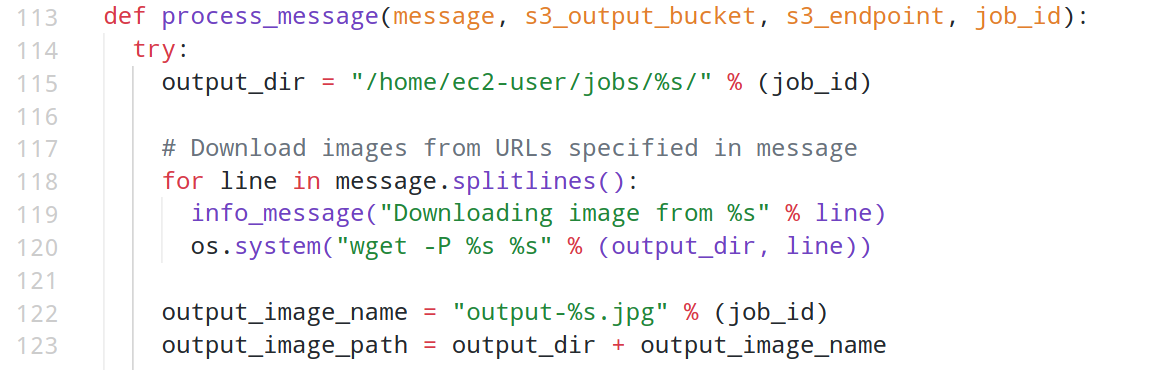 113 def process_message(message, s3_output_bucket, s3_endpoint, job_id):
114 try:
115 output_dir = "/home/ec2-user/jobs/%s/" % (job_id)
116
117 # Download images from URLs specified in message
118 for line in message.splitlines():
119 info_message("Downloading image from %s" % line)
120 os.system("wget -P %s %s" % (output_dir, line))
121
122 output_image_name = "output-%s.jpg" % (job_id)
123 output_image_path = output_dir + output_image_name